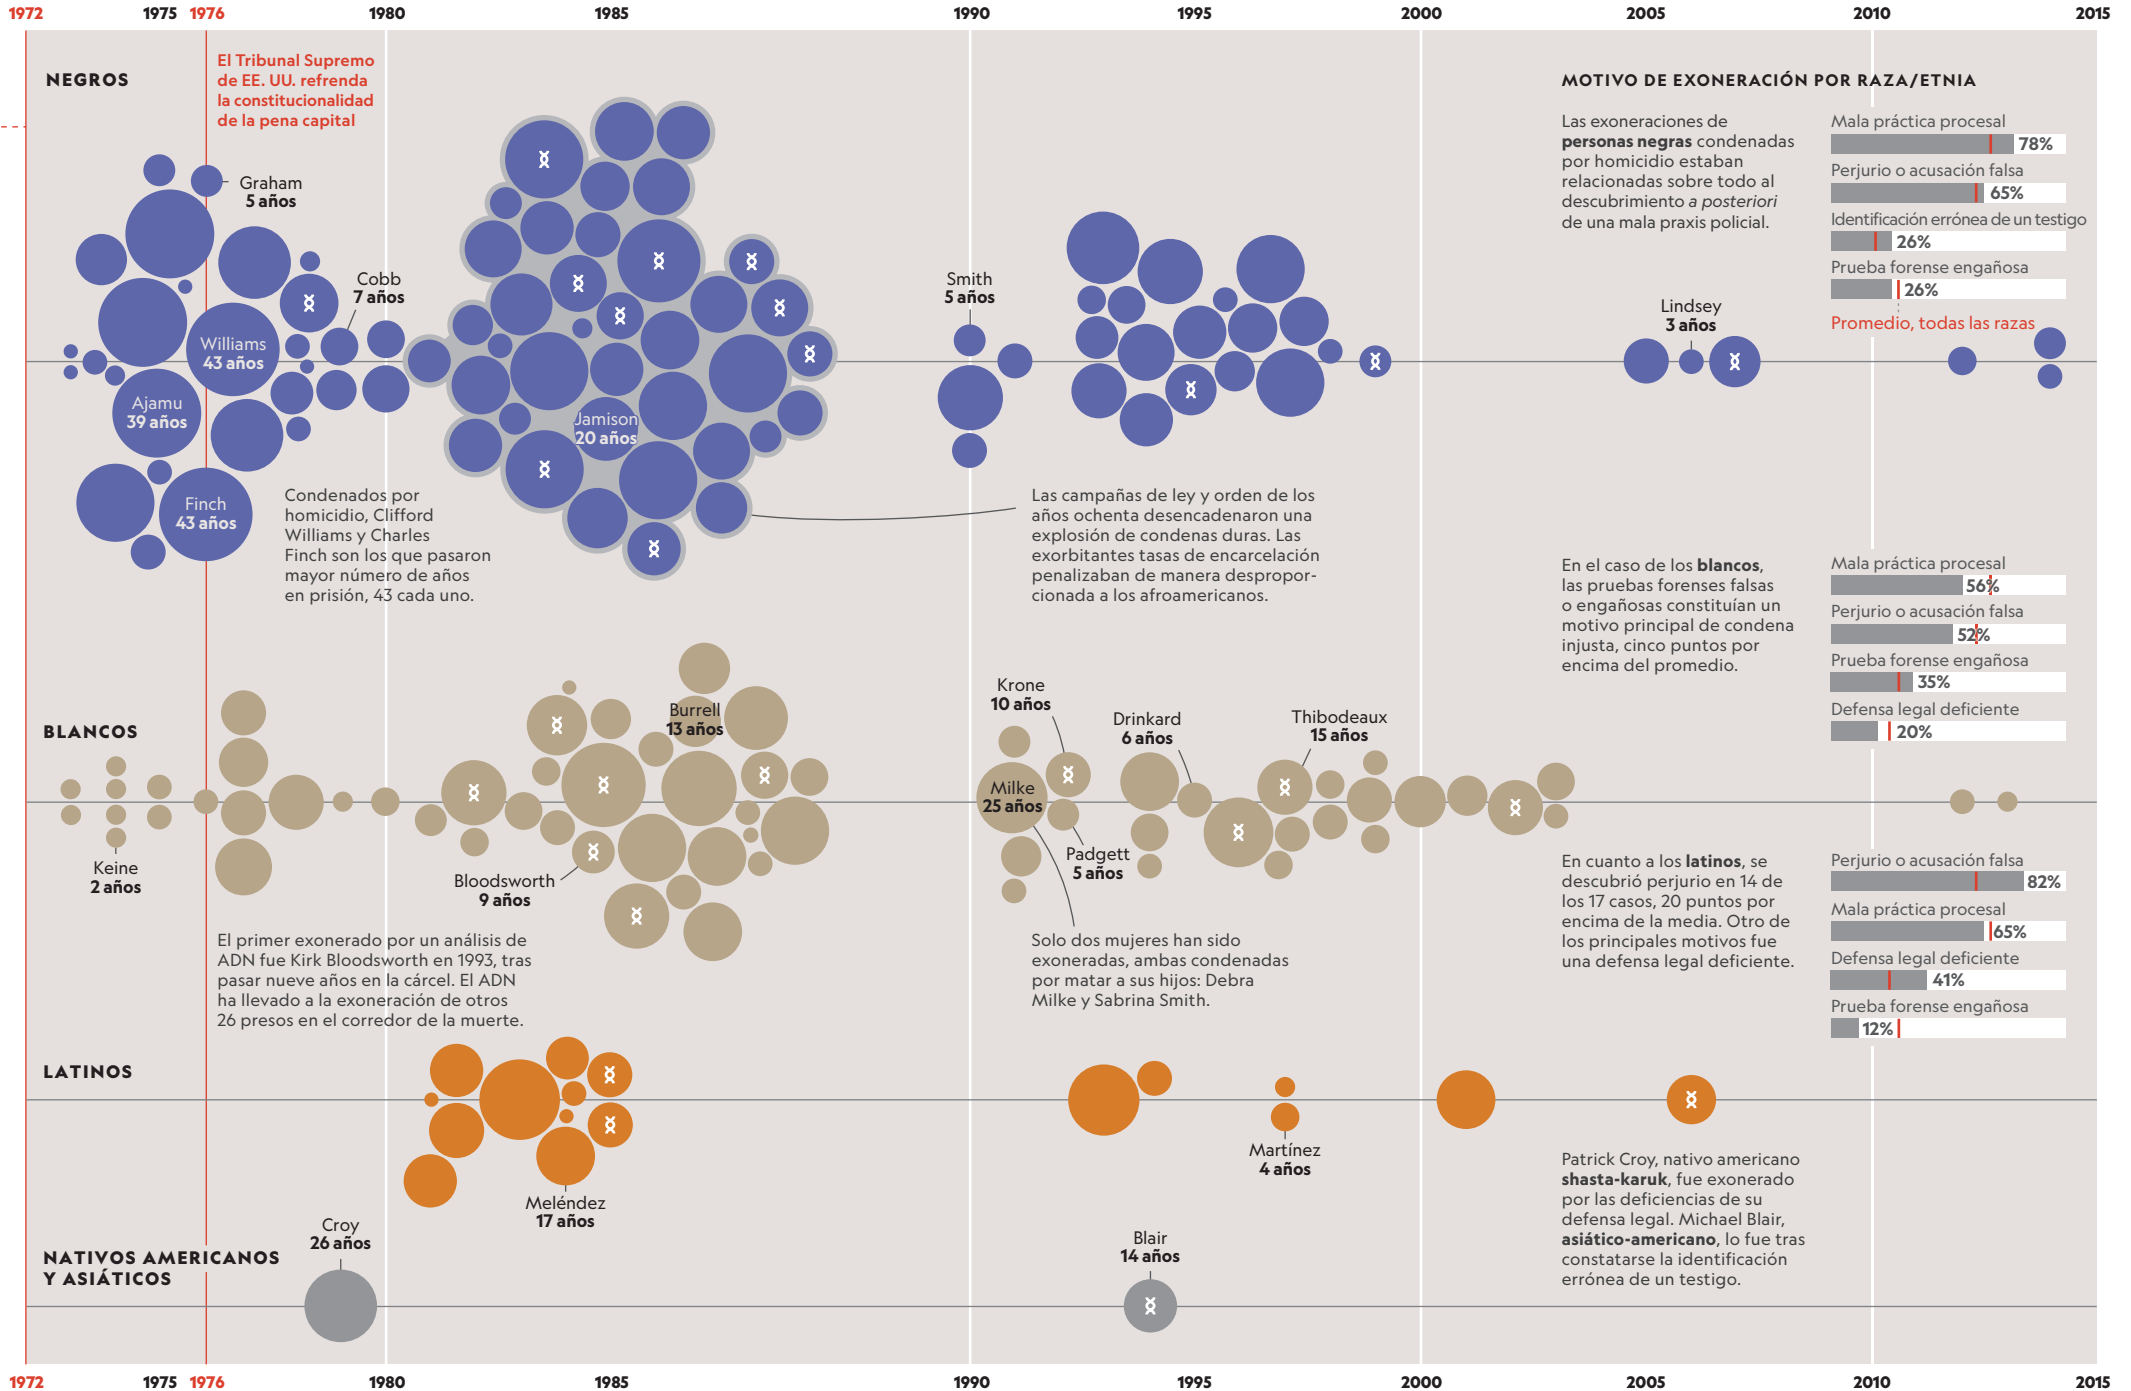 1972 1975 1976 1980 1985 1990 1995 2000 2005 2010 2015
NEGROS
El Tribunal Supremo
de EE. UU. refrenda
la constitucionalidad
de la pena capital
Graham
5 años
Cobb
7 años
Williams
43 años
Ajamu
39 años
Finch
43 años
Condenados por
homicidio, Clifford
Williams y Charles
Finch son los que pasaron
mayor número de años
en prisión, 43 cada uno.
Jamison
20 años
Smith
5 años
Las campañas de ley y orden de los
años ochenta desencadenaron una
explosión de condenas duras. Las
exorbitantes tasas de encarcelación
penalizaban de manera despropor-
cionada a los afroamericanos.
Lindsey
3 años
MOTIVO DE EXONERACIÓN POR RAZA/ETNIA
Las exoneraciones de
personas negras condenadas
por homicidio estaban
relacionadas sobre todo al
descubrimiento a posteriori
de una mala praxis policial.
Mala práctica procesal
78%
Perjurio o acusación falsa
65%
Identificación errónea de un testigo
26%
Prueba forense engañosa
26%
Promedio, todas las razas
BLANCOS
Keine
2 años
Bloodsworth
9 años
Burrell
13 años
El primer exonerado por un análisis de
ADN fue Kirk Bloodsworth en 1993, tras
pasar nueve años en la cárcel. El ADN
ha llevado a la exoneración de otros
26 presos en el corredor de la muerte.
Krone
10 años
Milke
25 años
Padgett
5 años
Drinkard
6 años
Thibodeaux
15 años
Solo dos mujeres han sido
exoneradas, ambas condenadas
por matar a sus hijos: Debra
Milke y Sabrina Smith.
En el caso de los blancos,
las pruebas forenses falsas
o engañosas constituían un
motivo principal de condena
injusta, cinco puntos por
encima del promedio.
Mala práctica procesal
56%
Perjurio o acusación falsa
52%
Prueba forense engañosa
35%
Defensa legal deficiente
20%
LATINOS
Meléndez
17 años
Martínez
4 años
En cuanto a los latinos, se
descubrió perjurio en 14 de
los 17 casos, 20 puntos por
encima de la media. Otro de
los principales motivos fue
una defensa legal deficiente.
Perjurio o acusación falsa
82%
Mala práctica procesal
65%
Defensa legal deficiente
41%
Prueba forense engañosa
12%
NATIVOS AMERICANOS
Y ASIÁTICOS
Croy
26 años
Blair
14 años
Patrick Croy, nativo americano
shasta-karuk, fue exonerado
por las deficiencias de su
defensa legal. Michael Blair,
asiático-americano, lo fue tras
constatarse la identificación
errónea de un testigo.
1972 1975 1976 1980 1985 1990 1995 2000 2005 2010 2015